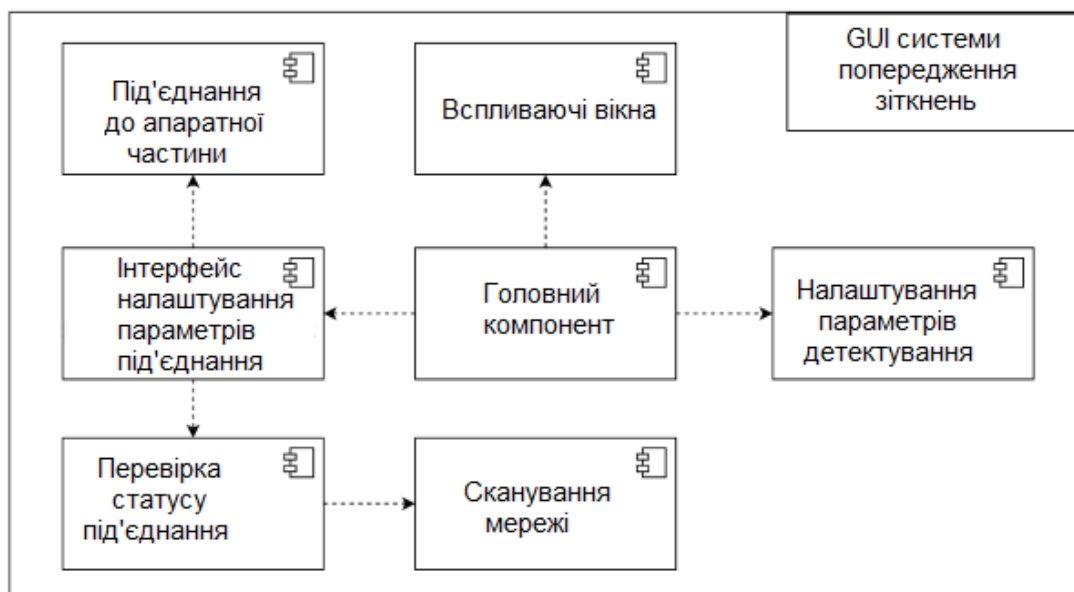 GUI системи
попередження
зіткнень
Під'єднання
до апаратної
частини
Вспливаючі вікна
Інтерфейс
налаштування
параметрів
під'єднання
Головний
компонент
Налаштування
параметрів
детектування
Перевірка
статусу
під'єднання
Сканування
мережі